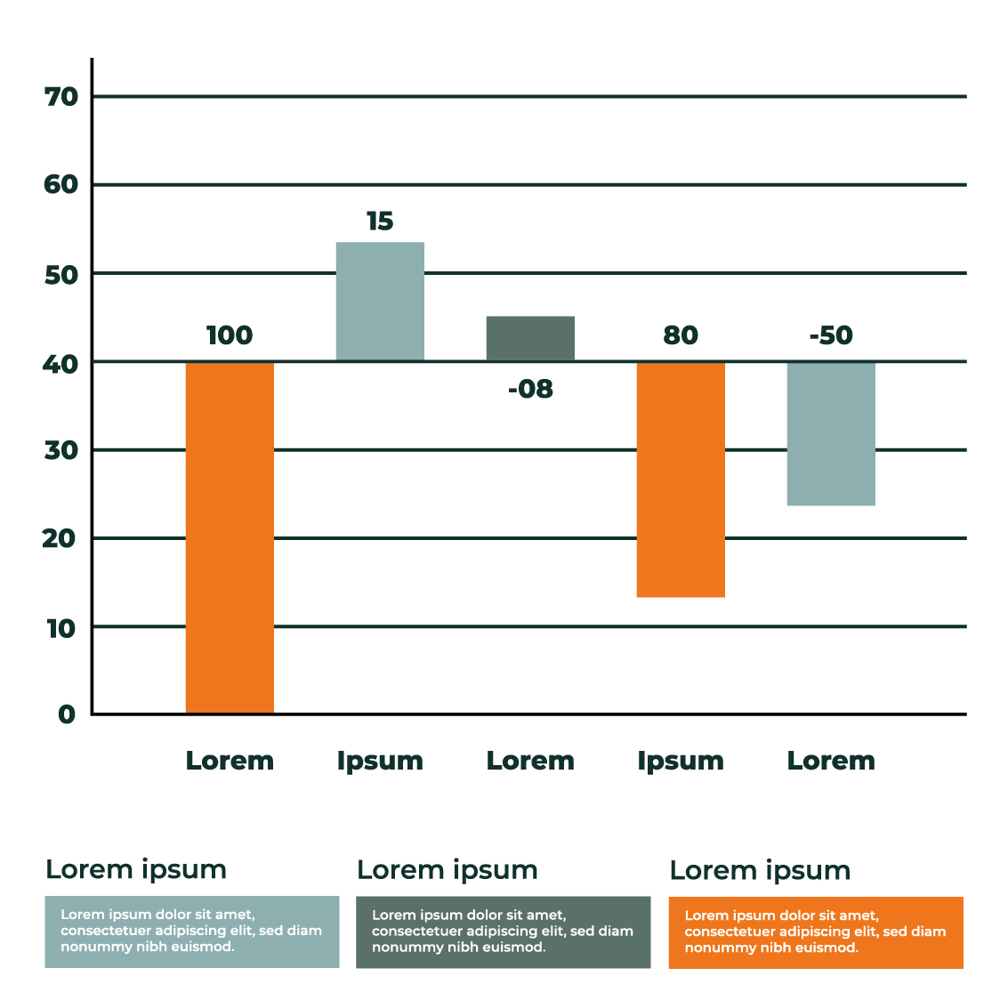 70
60
15
50
100
80
-50
40
-08
30
20
10
0
Lorem Ipsum Lorem Ipsum Lorem
Lorem ipsum
Lorem ipsum dolor sit amet,
consectetuer adipiscing elit, sed diam
nonummy nibh euismod.
Lorem ipsum
Lorem ipsum dolor sit amet,
consectetuer adipiscing elit, sed diam
nonummy nibh euismod.
Lorem ipsum
Lorem ipsum dolor sit amet,
consectetuer adipiscing elit, sed diam
nonummy nibh euismod.